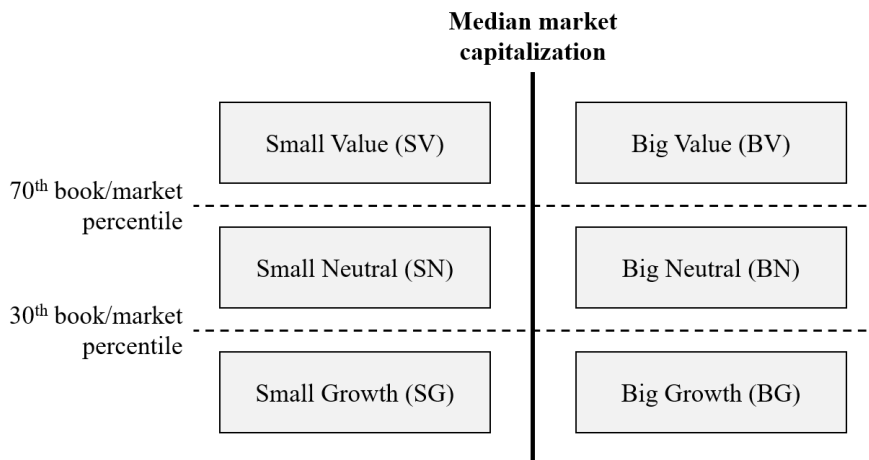 Median market
capitalization
Small Value (SV)
Big Value (BV)
70th book/market
percentile
Small Neutral (SN)
Big Neutral (BN)
30th book/market
percentile
Small Growth (SG)
Big Growth (BG)